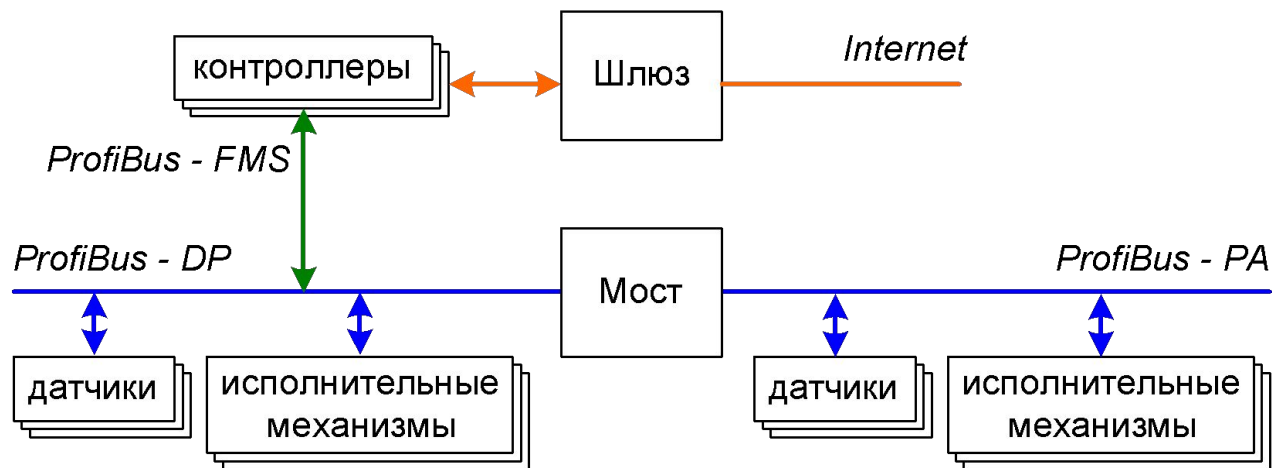 контроллеры
Шлюз
Internet
ProfiBus - FMS
ProfiBus - DP
Мост
ProfiBus - PA
датчики
исполнительные
механизмы
датчики
исполнительные
механизмы